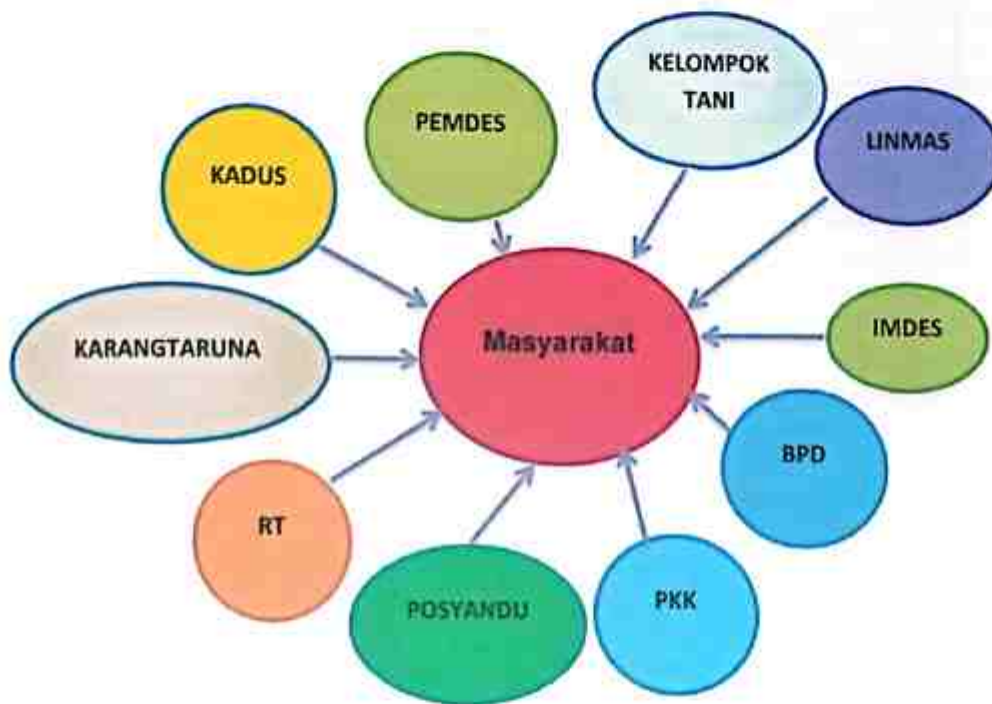 KELOMPOK
TANI
PEMDES
LINMAS
KADUS
Masyarakat
IMDES
KARANGTARUNA
BPD
RT
POSYANDU
PKK